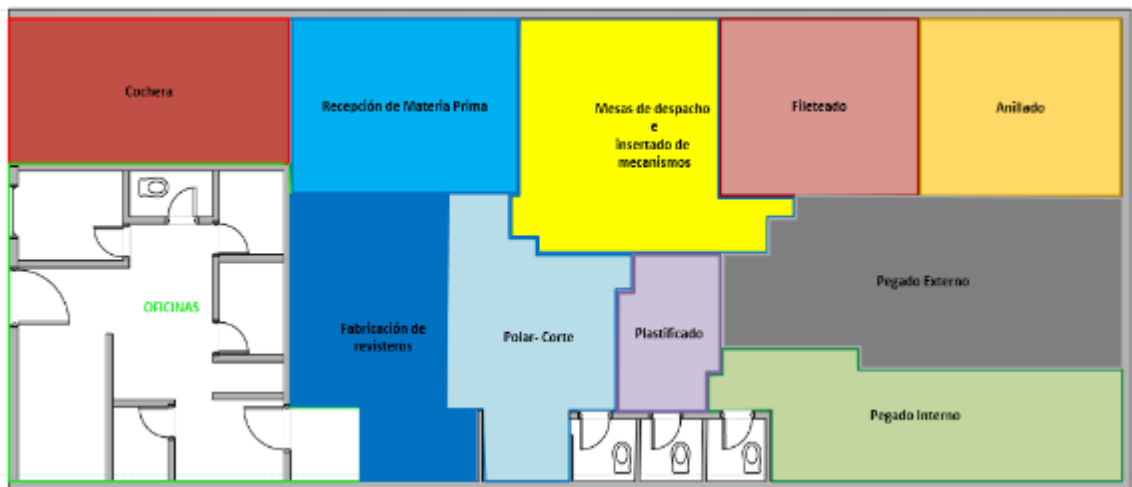 Cochera
Recepción de Materia Prima
Mesas de despacho
e
insertado de
mecanismos
Fileteado
Anillado
OFICINAS
Fabricación de
revisteros
Polar- Corte
Plastificado
Pegado Externo
Pegado Interno